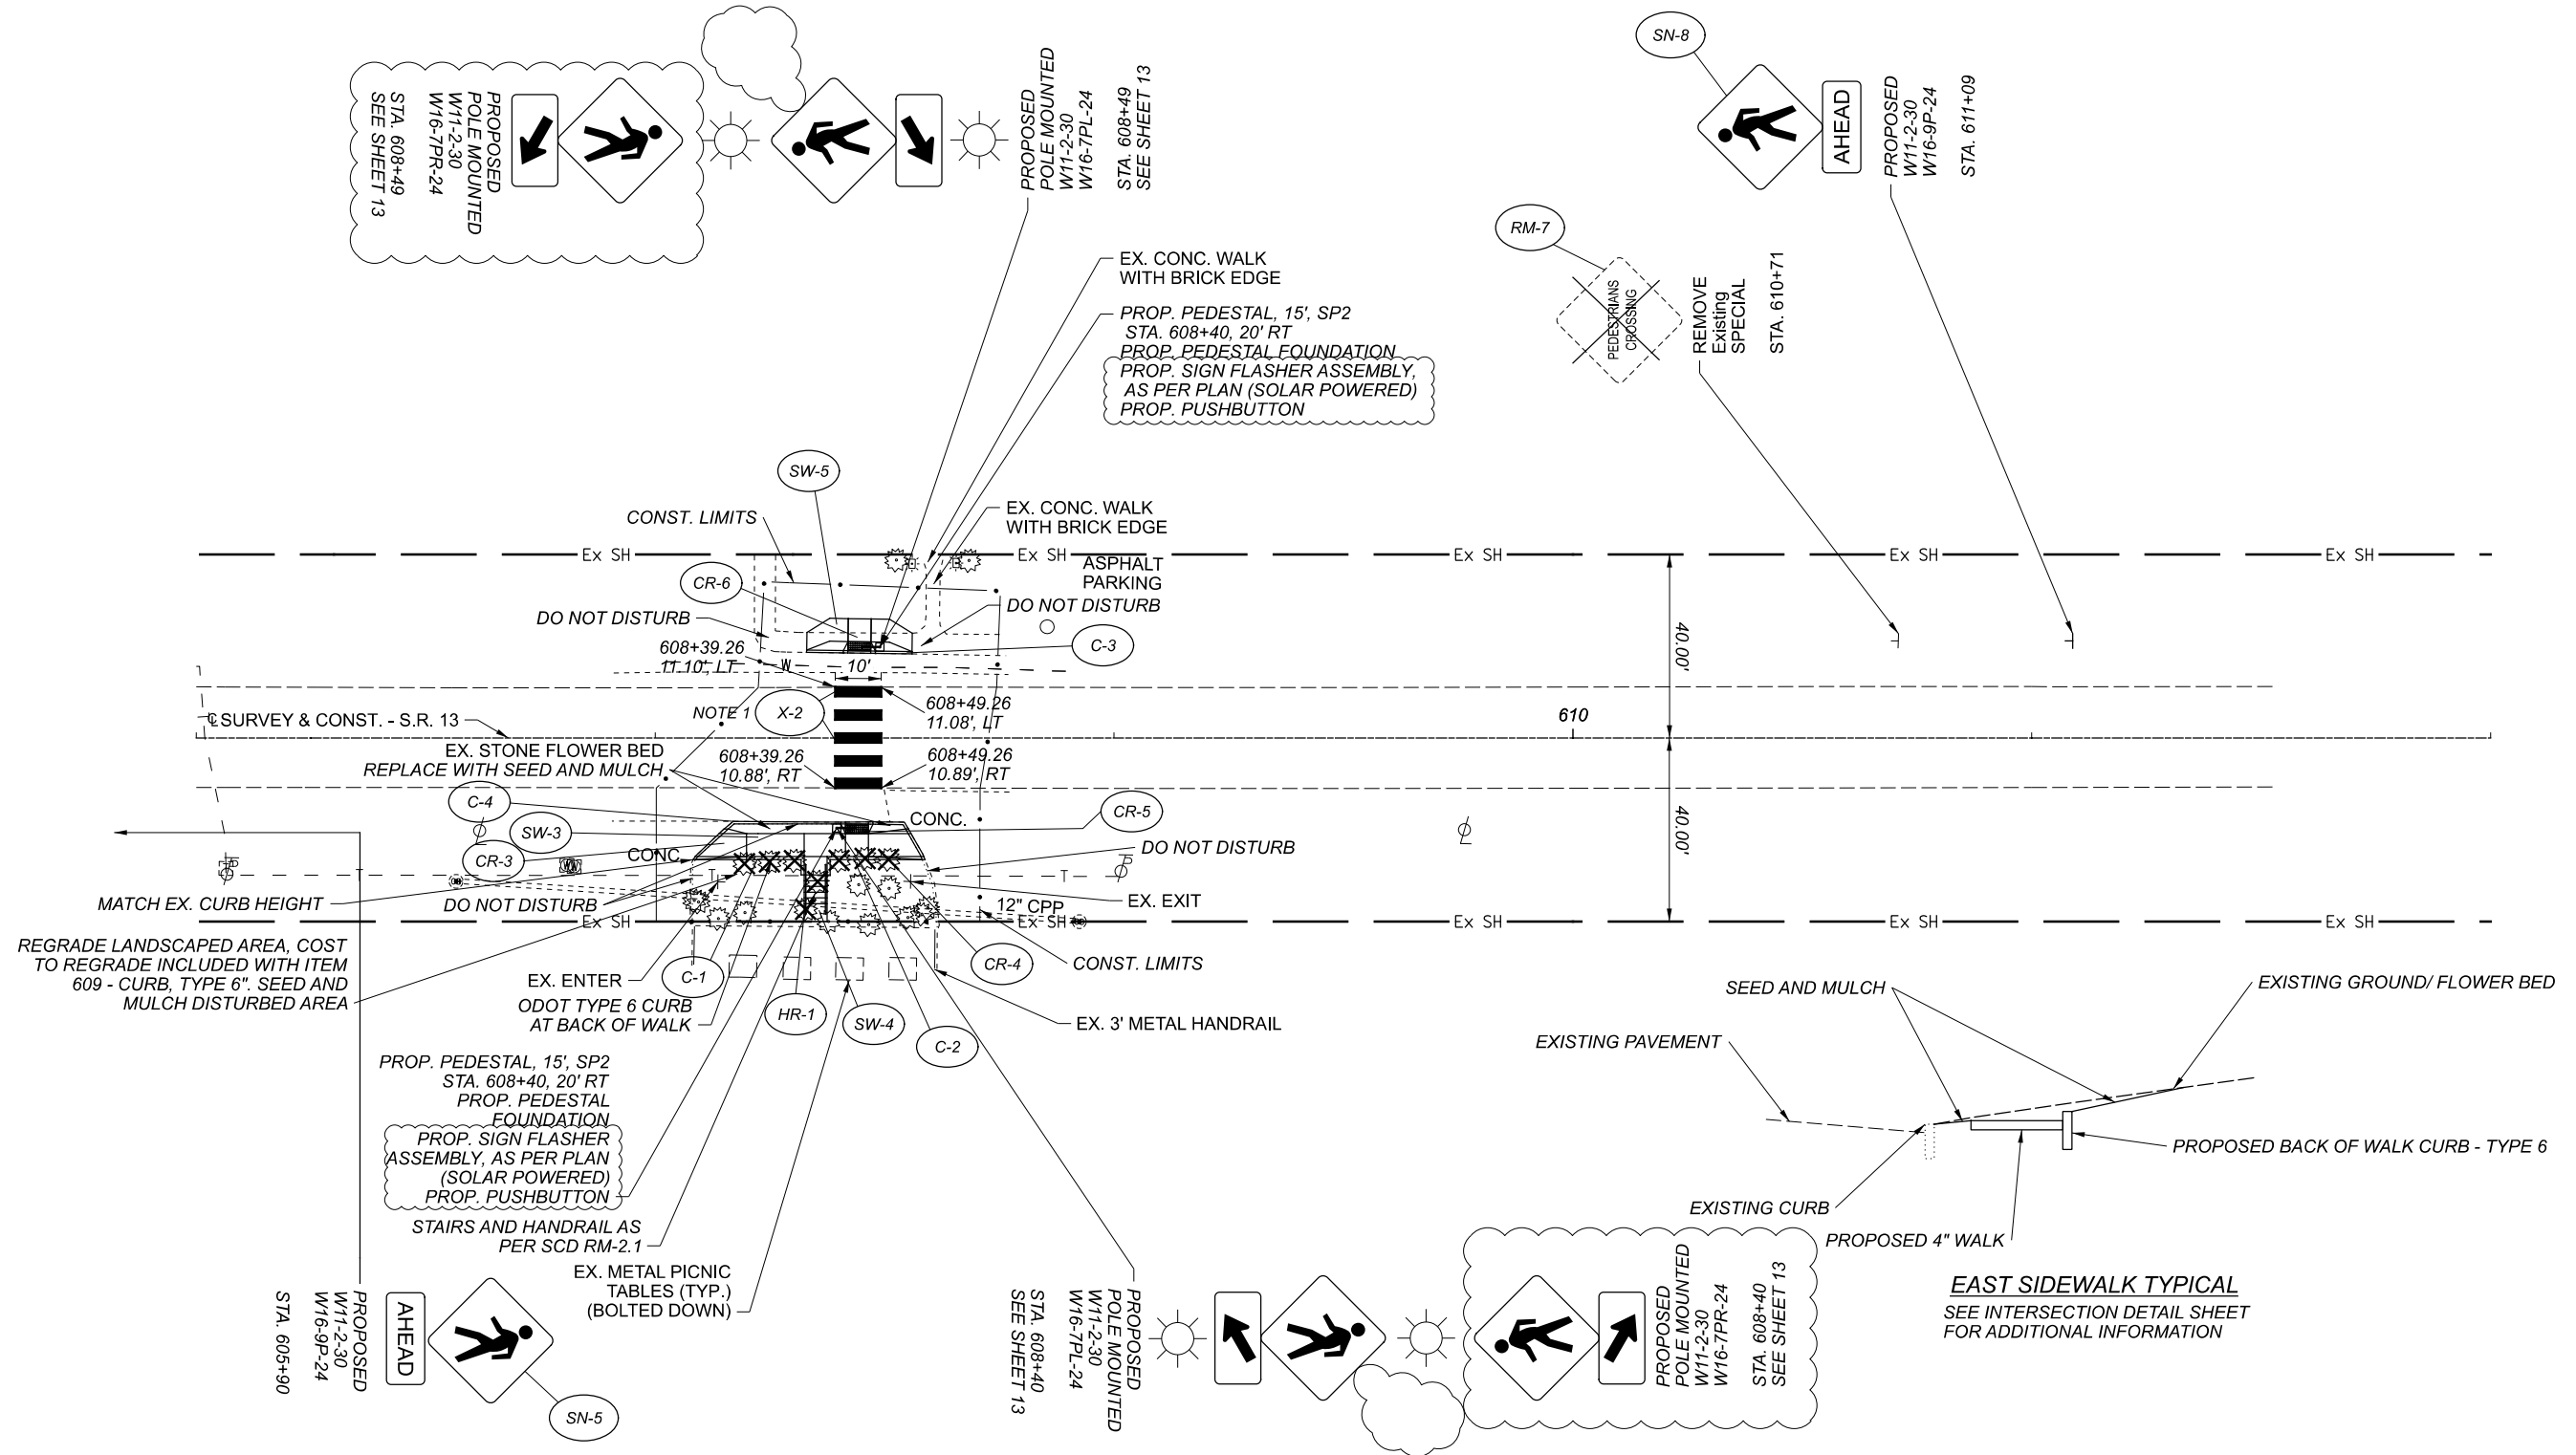 SN-8
PROPOSED
POLE MOUNTED
W11-2-30
W16-7PR-24
STA. 608+49
SEE SHEET 13
PROPOSED
POLE MOUNTED
W11-2-30
W16-7PL-24
STA. 608+49
SEE SHEET 13
AHEAD
PROPOSED
W11-2-30
W16-9P-24
STA. 611+09
RM-7
PEDESTRIANS
CROSSING
REMOVE
Existing
SPECIAL
STA. 610+71
EX. CONC. WALK
WITH BRICK EDGE
PROP. PEDESTAL, 15', SP2
STA. 608+40, 20' RT
PROP. PEDESTAL FOUNDATION
PROP. SIGN FLASHER ASSEMBLY,
AS PER PLAN (SOLAR POWERED)
PROP. PUSHBUTTON
SW-5
CONST. LIMITS
EX. CONC. WALK
WITH BRICK EDGE
Ex SH
Ex SH
Ex SH
Ex SH
Ex SH
ASPHALT
PARKING
CR-6
DO NOT DISTURB
DO NOT DISTURB
C-3
608+39.26
11.10', LT
W
10'
40.00'
NOTE 1
X-2
608+49.26
11.08', LT
610
℄ SURVEY & CONST. - S.R. 13
EX. STONE FLOWER BED
REPLACE WITH SEED AND MULCH
608+39.26
10.88', RT
608+49.26
10.89', RT
40.00'
C-4
SW-3
CR-3
CONC.
CONC.
CR-5
DO NOT DISTURB
T
T
T
MATCH EX. CURB HEIGHT
DO NOT DISTURB
EX. EXIT
12" CPP
Ex SH
Ex SH
Ex SH
Ex SH
Ex SH
REGRADE LANDSCAPED AREA, COST
TO REGRADE INCLUDED WITH ITEM
609 - CURB, TYPE 6". SEED AND
MULCH DISTURBED AREA
EX. ENTER
C-1
CR-4
CONST. LIMITS
ODOT TYPE 6 CURB
AT BACK OF WALK
HR-1
SW-4
C-2
EX. 3' METAL HANDRAIL
SEED AND MULCH
EXISTING GROUND/ FLOWER BED
EXISTING PAVEMENT
PROPOSED BACK OF WALK CURB - TYPE 6
EXISTING CURB
PROPOSED 4" WALK
EAST SIDEWALK TYPICAL
SEE INTERSECTION DETAIL SHEET
FOR ADDITIONAL INFORMATION
PROP. PEDESTAL, 15', SP2
STA. 608+40, 20' RT
PROP. PEDESTAL
FOUNDATION
PROP. SIGN FLASHER
ASSEMBLY, AS PER PLAN
(SOLAR POWERED)
PROP. PUSHBUTTON
STAIRS AND HANDRAIL AS
PER SCD RM-2.1
EX. METAL PICNIC
TABLES (TYP.)
(BOLTED DOWN)
AHEAD
PROPOSED
W11-2-30
W16-9P-24
STA. 605+90
SN-5
PROPOSED
POLE MOUNTED
W11-2-30
W16-7PL-24
STA. 608+40
SEE SHEET 13
PROPOSED
POLE MOUNTED
W11-2-30
W16-7PR-24
STA. 608+40
SEE SHEET 13